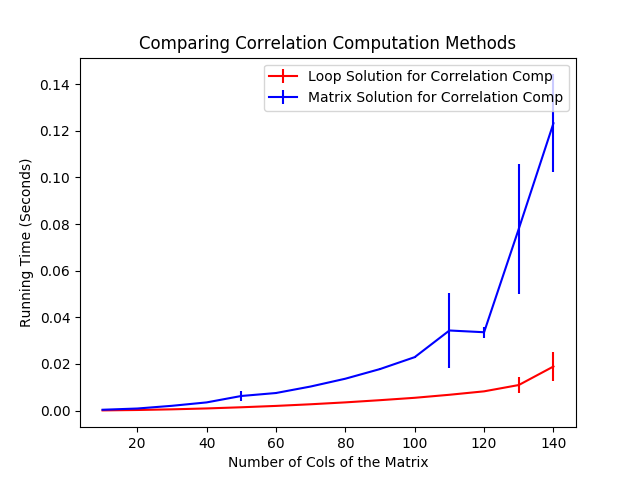 Comparing Correlation Computation Methods
Loop Solution for Correlation Comp
Matrix Solution for Correlation Comp
Running Time (Seconds)
0.14
0.12
0.10
0.08
0.06
0.04
0.02
0.00
20 40 60 80 100 120 140
Number of Cols of the Matrix